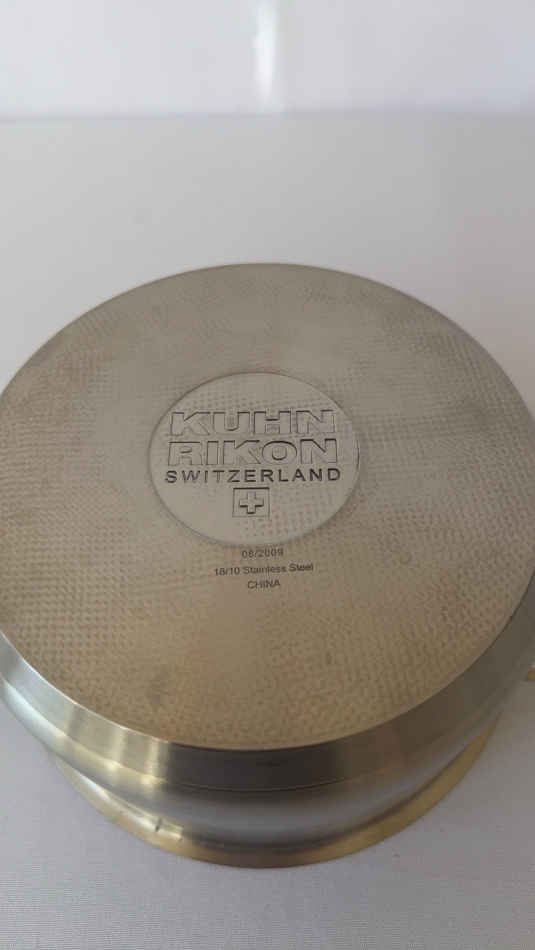 KUHN
RIKON
SWITZERLAND
08/2009
18/10 Stainless Steel
CHINA